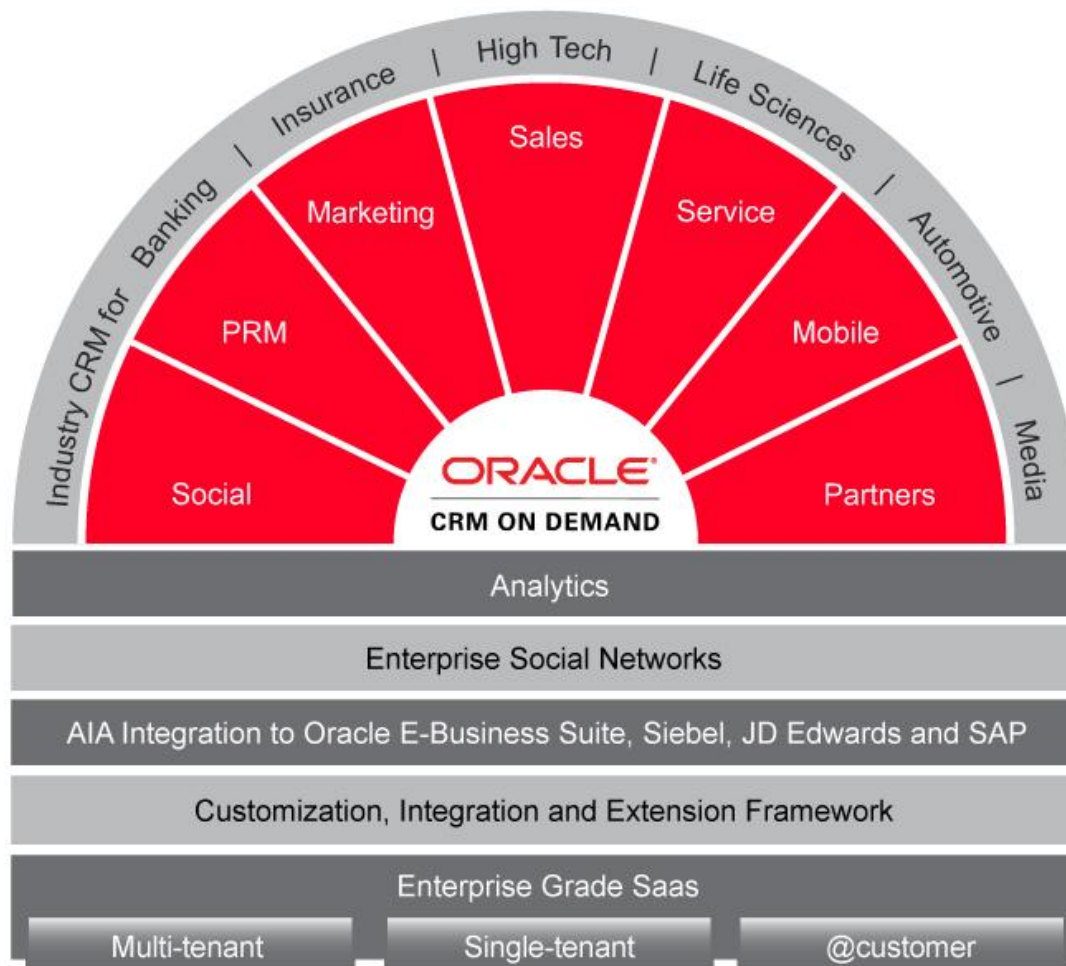 Industry CRM for Banking | Insurance | High Tech | Life Sciences | Automotive | Media
Social
PRM
Marketing
Sales
Service
Mobile
Partners
ORACLE®
CRM ON DEMAND
Analytics
Enterprise Social Networks
AIA Integration to Oracle E-Business Suite, Siebel, JD Edwards and SAP
Customization, Integration and Extension Framework
Enterprise Grade Saas
Multi-tenant
Single-tenant
@customer